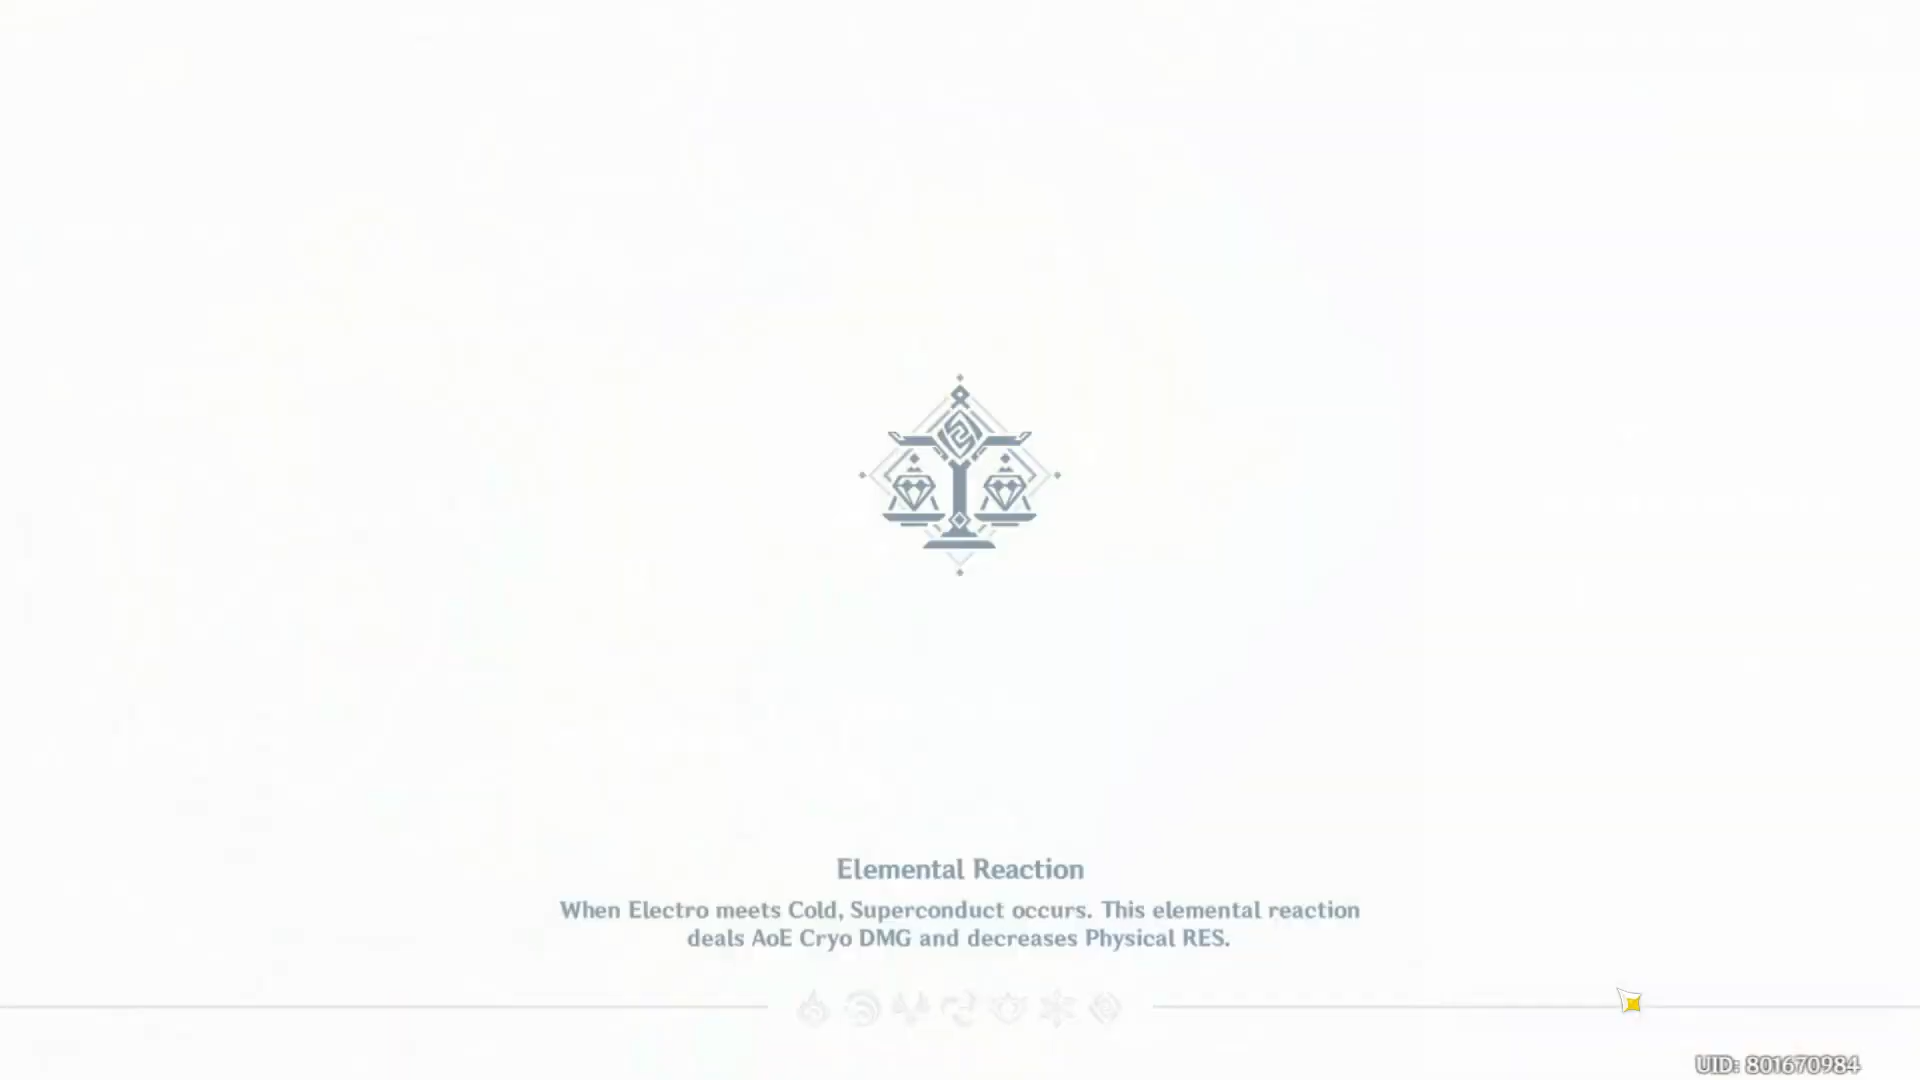 Elemental Reaction
When Electro meets Cold, Superconduct occurs. This elemental reaction
deals AoE Cryo DMG and decreases Physical RES.
UID: 801670984